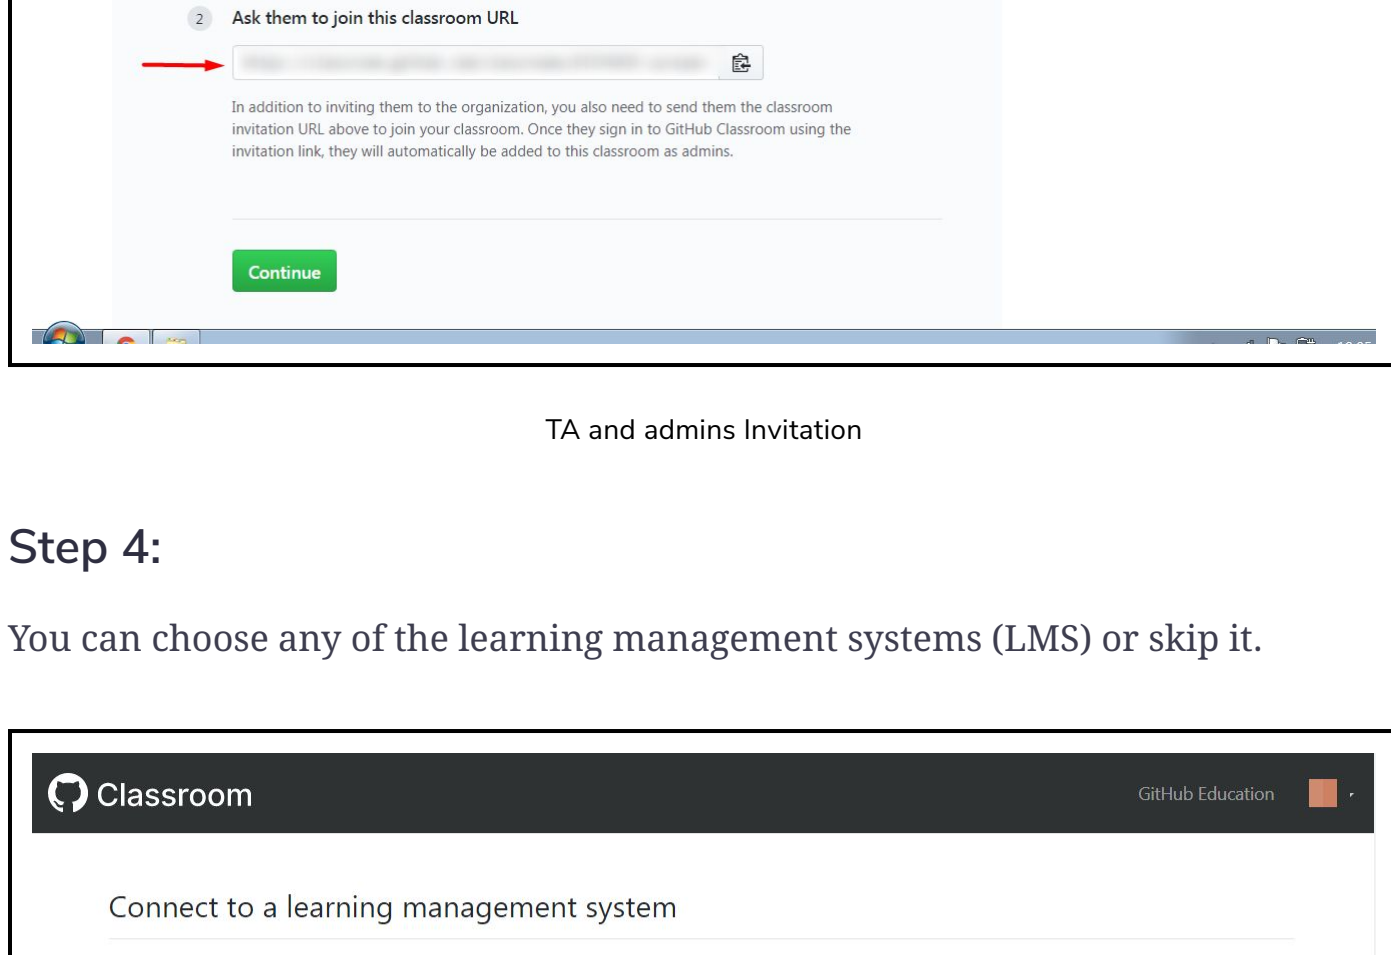 2 Ask them to join this classroom URL
In addition to inviting them to the organization, you also need to send them the classroom
invitation URL above to join your classroom. Once they sign in to GitHub Classroom using the
invitation link, they will automatically be added to this classroom as admins.
Continue
TA and admins Invitation
Step 4:
You can choose any of the learning management systems (LMS) or skip it.
Classroom
GitHub Education
Connect to a learning management system